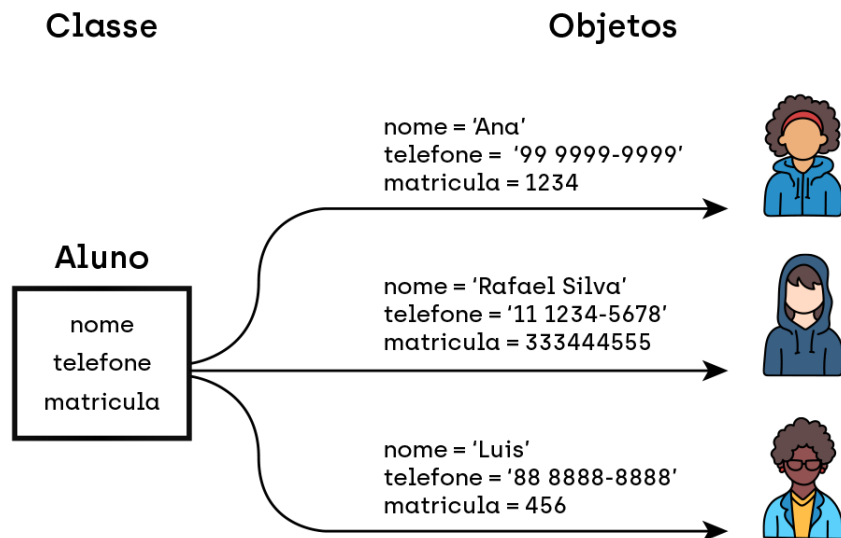 Classe
Objetos
nome = ‘Ana’
telefone =  ‘99 9999-9999’
matricula = 1234
Aluno
nome
telefone
matricula
nome = ‘Rafael Silva’
telefone = ‘11 1234-5678’
matricula = 333444555
nome = ‘Luis’
telefone = ‘88 8888-8888’
matricula = 456